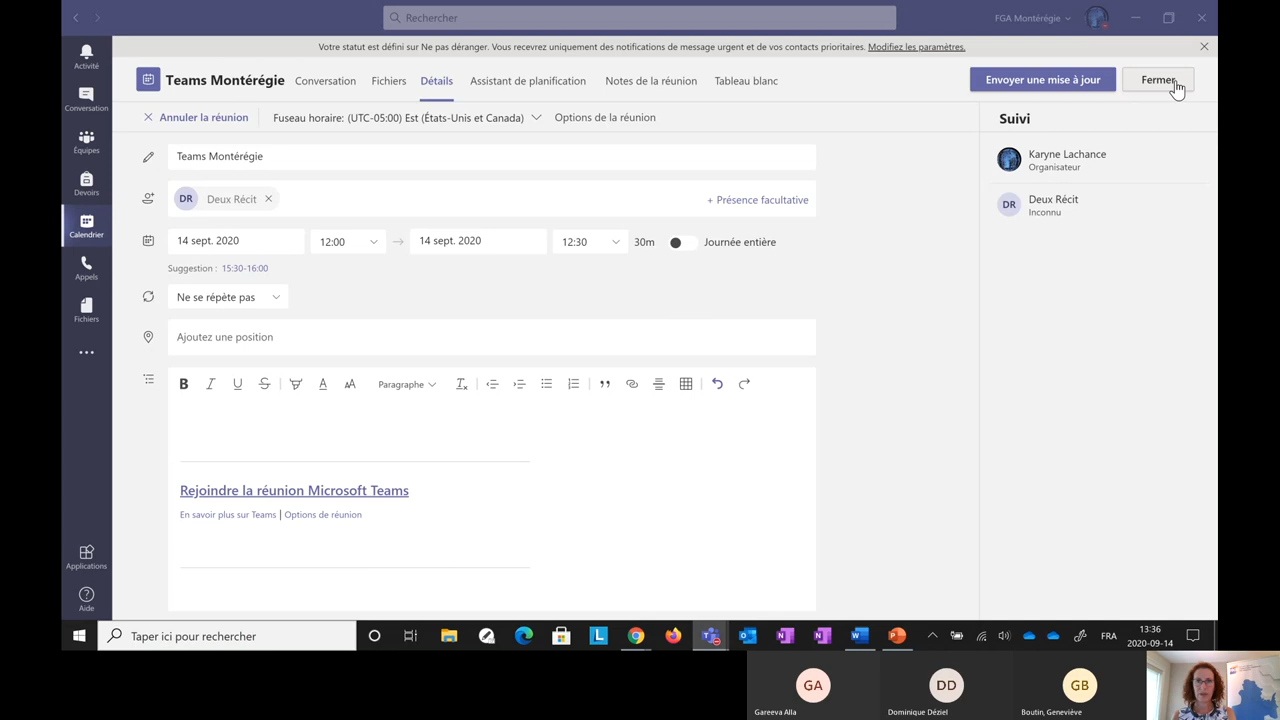 Rechercher
FGA Montérégie
Votre statut est défini sur Ne pas déranger. Vous recevrez uniquement des notifications de message urgent et de vos contacts prioritaires. Modifiez les paramètres.
Teams Montérégie Conversation Fichiers Détails Assistant de planification Notes de la réunion Tableau blanc Envoyer une mise à jour Fermer
Annuler la réunion Fuseau horaire: (UTC-05:00) Est (États-Unis et Canada) Options de la réunion
Activité
Conversation
Équipes
Devoirs
Calendrier
Appels
Fichiers
Applications
Aide
Teams Montérégie
DR Deux Récit + Présence facultative
14 sept. 2020 12:00 14 sept. 2020 12:30 30m Journée entière
Suggestion : 15:30-16:00
Ne se répète pas
Ajoutez une position
B I U S A AA Paragraphe
Rejoindre la réunion Microsoft Teams
En savoir plus sur Teams | Options de réunion
Suivi
Karyne Lachance
Organisateur
DR Deux Récit
Inconnu
Taper ici pour rechercher
FRA 13:36
2020-09-14
GA DD GB
Gareeva Alla Dominique Déziel Boutin, Geneviève